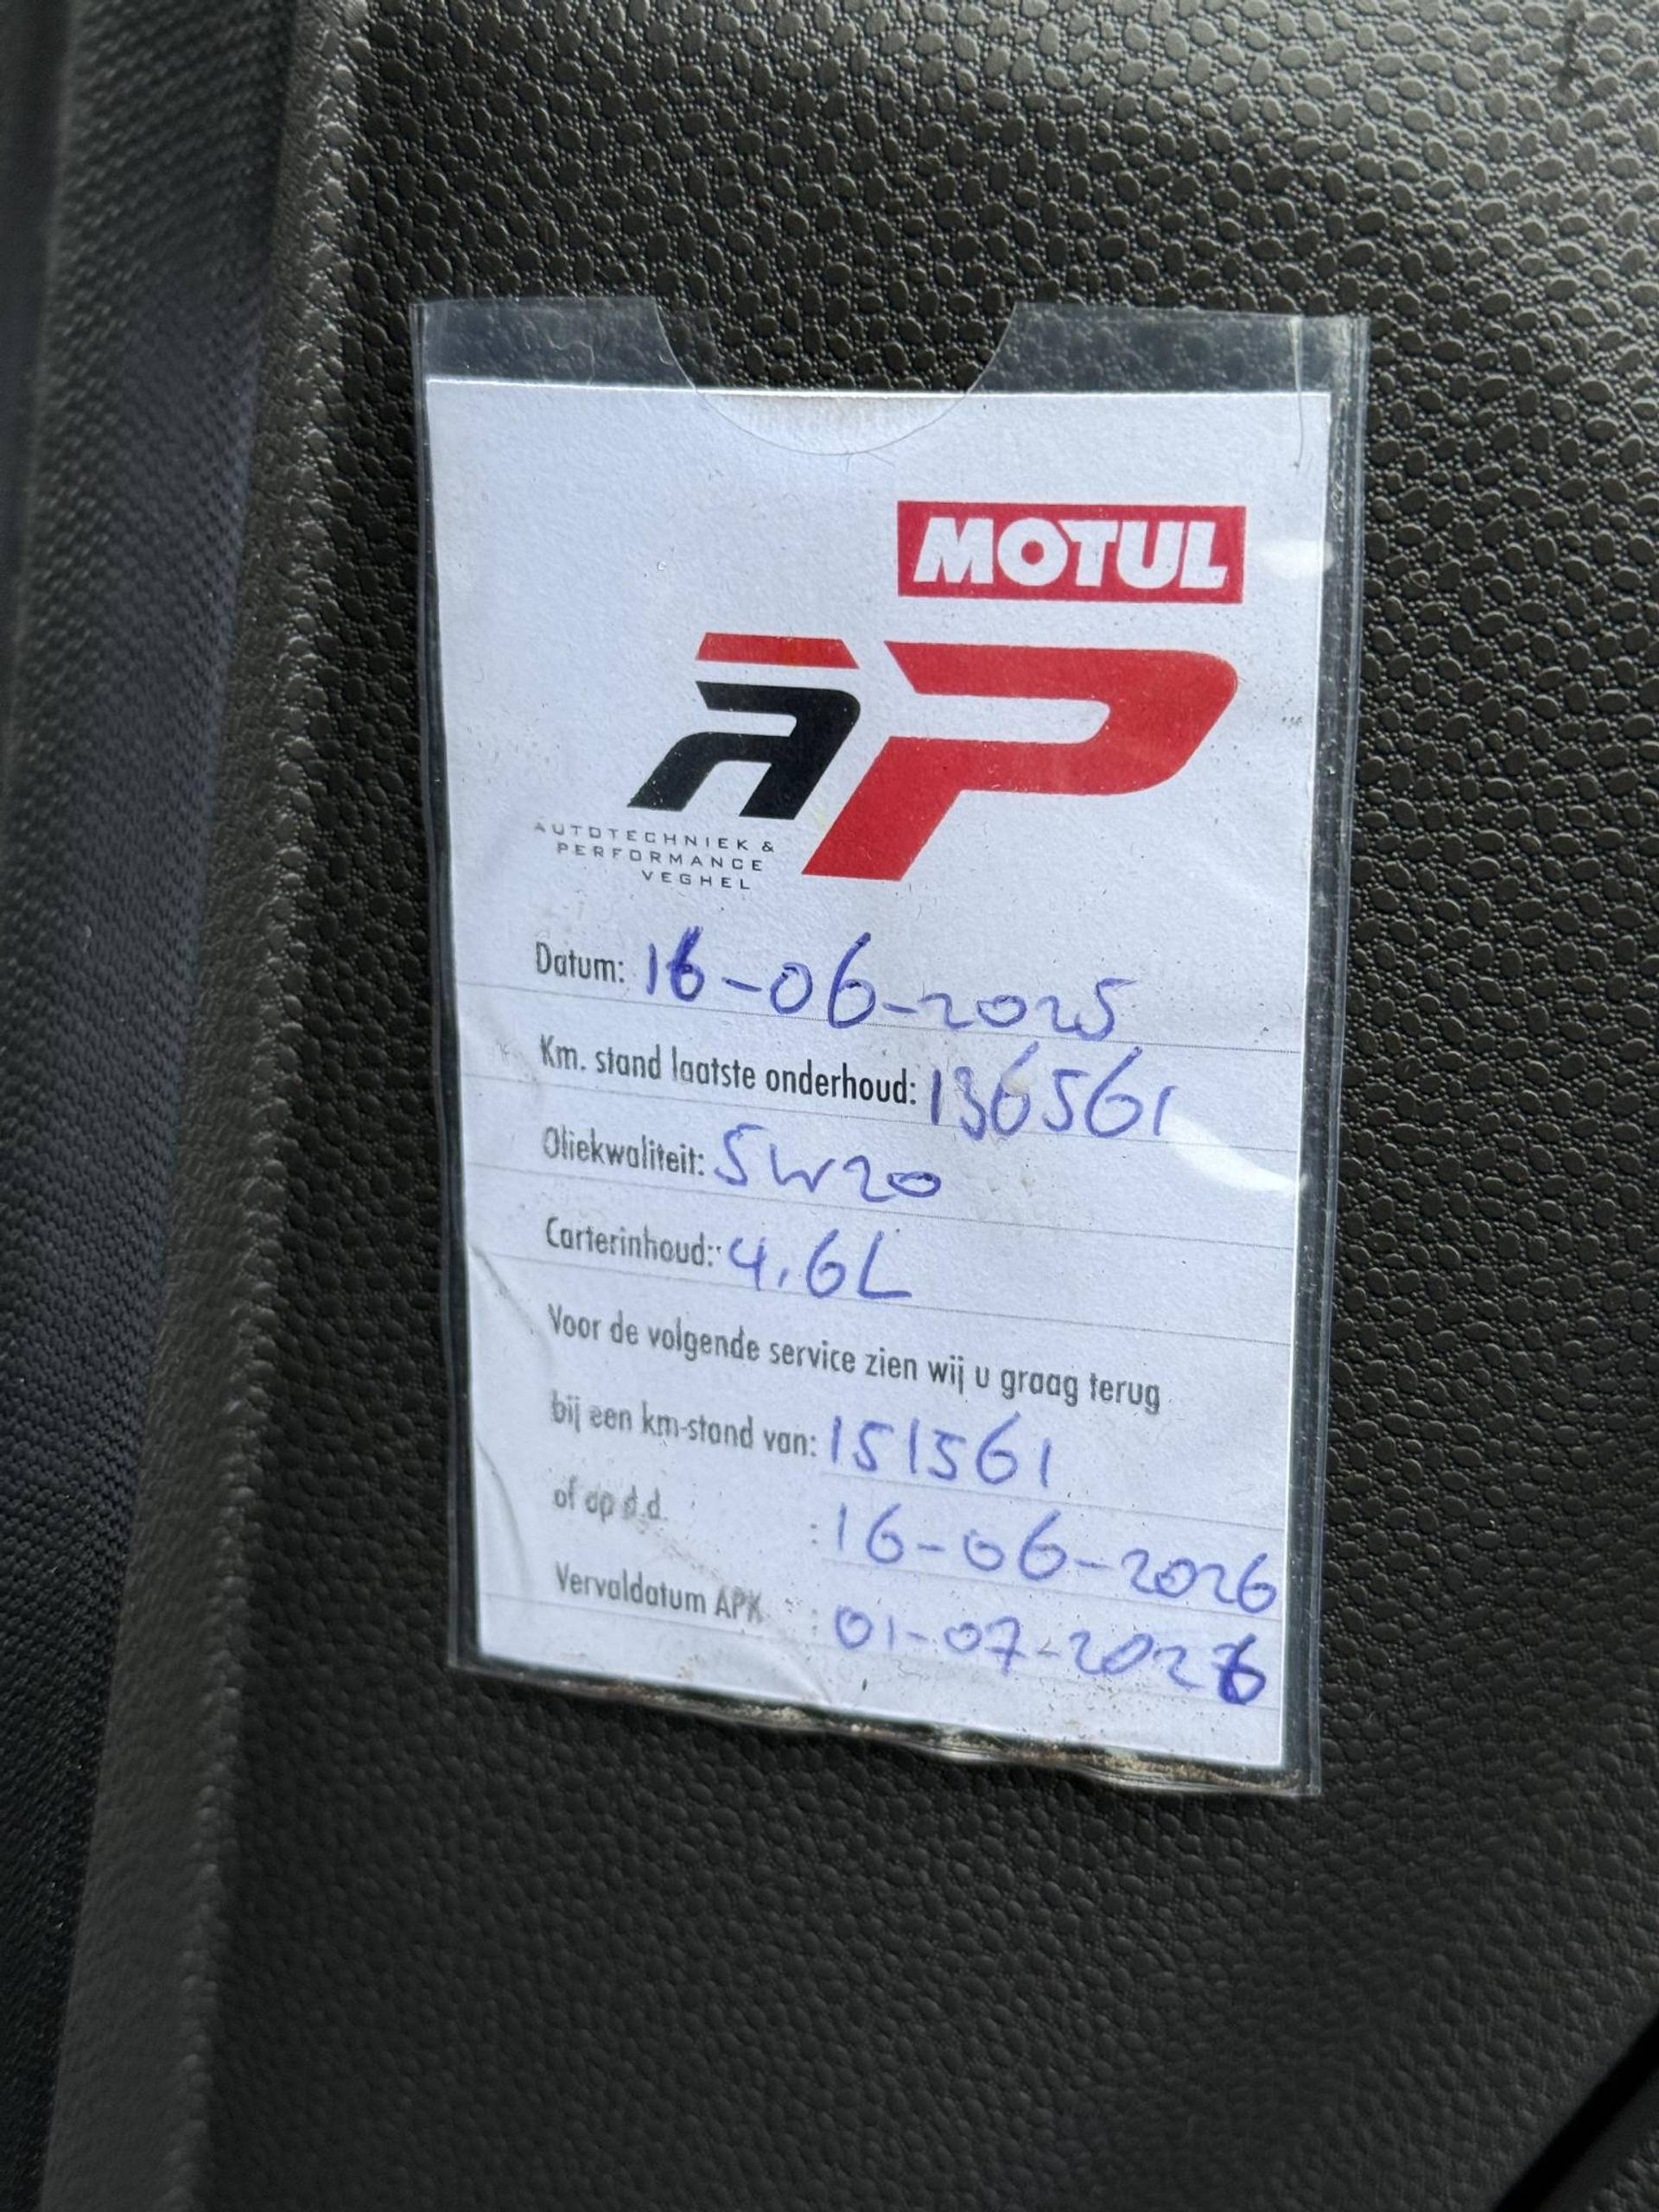 MOTUL
AP
AUTOTECHNIEK &
PERFORMANCE
VEGHEL
Datum: 16-06-2025
Km. stand laatste onderhoud: 136561
Oliekwaliteit: 5W20
Carterinhoud:: 4,6L
Voor de volgende service zien wij u graag terug
bij een km-stand van: 151561
of op d.d. : 16-06-2026
Vervaldatum APK : 01-07-2026